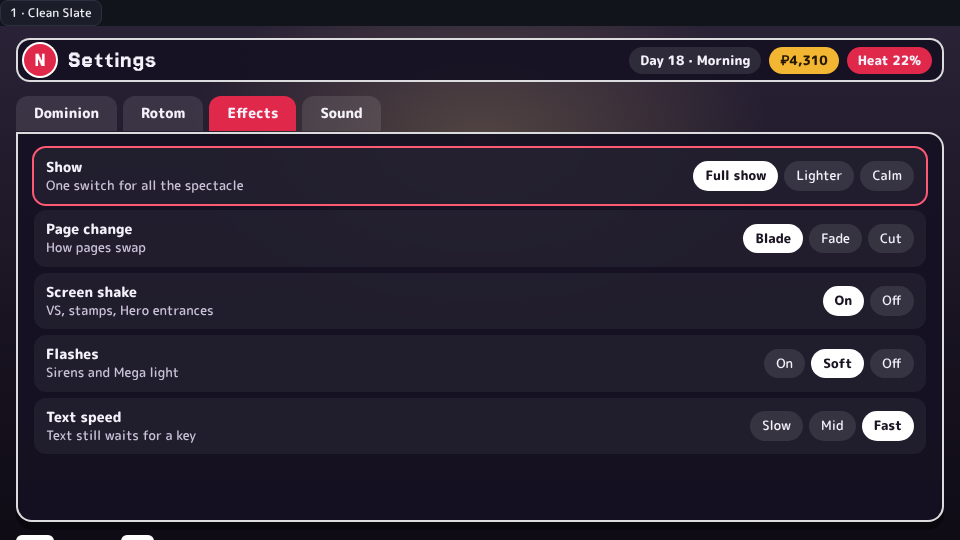 1 · Clean Slate
N Settings Day 18 · Morning ₽4,310 Heat 22%
Dominion Rotom Effects Sound
Show
One switch for all the spectacle
Full show Lighter Calm
Page change
How pages swap
Blade Fade Cut
Screen shake
VS, stamps, Hero entrances
On Off
Flashes
Sirens and Mega light
On Soft Off
Text speed
Text still waits for a key
Slow Mid Fast